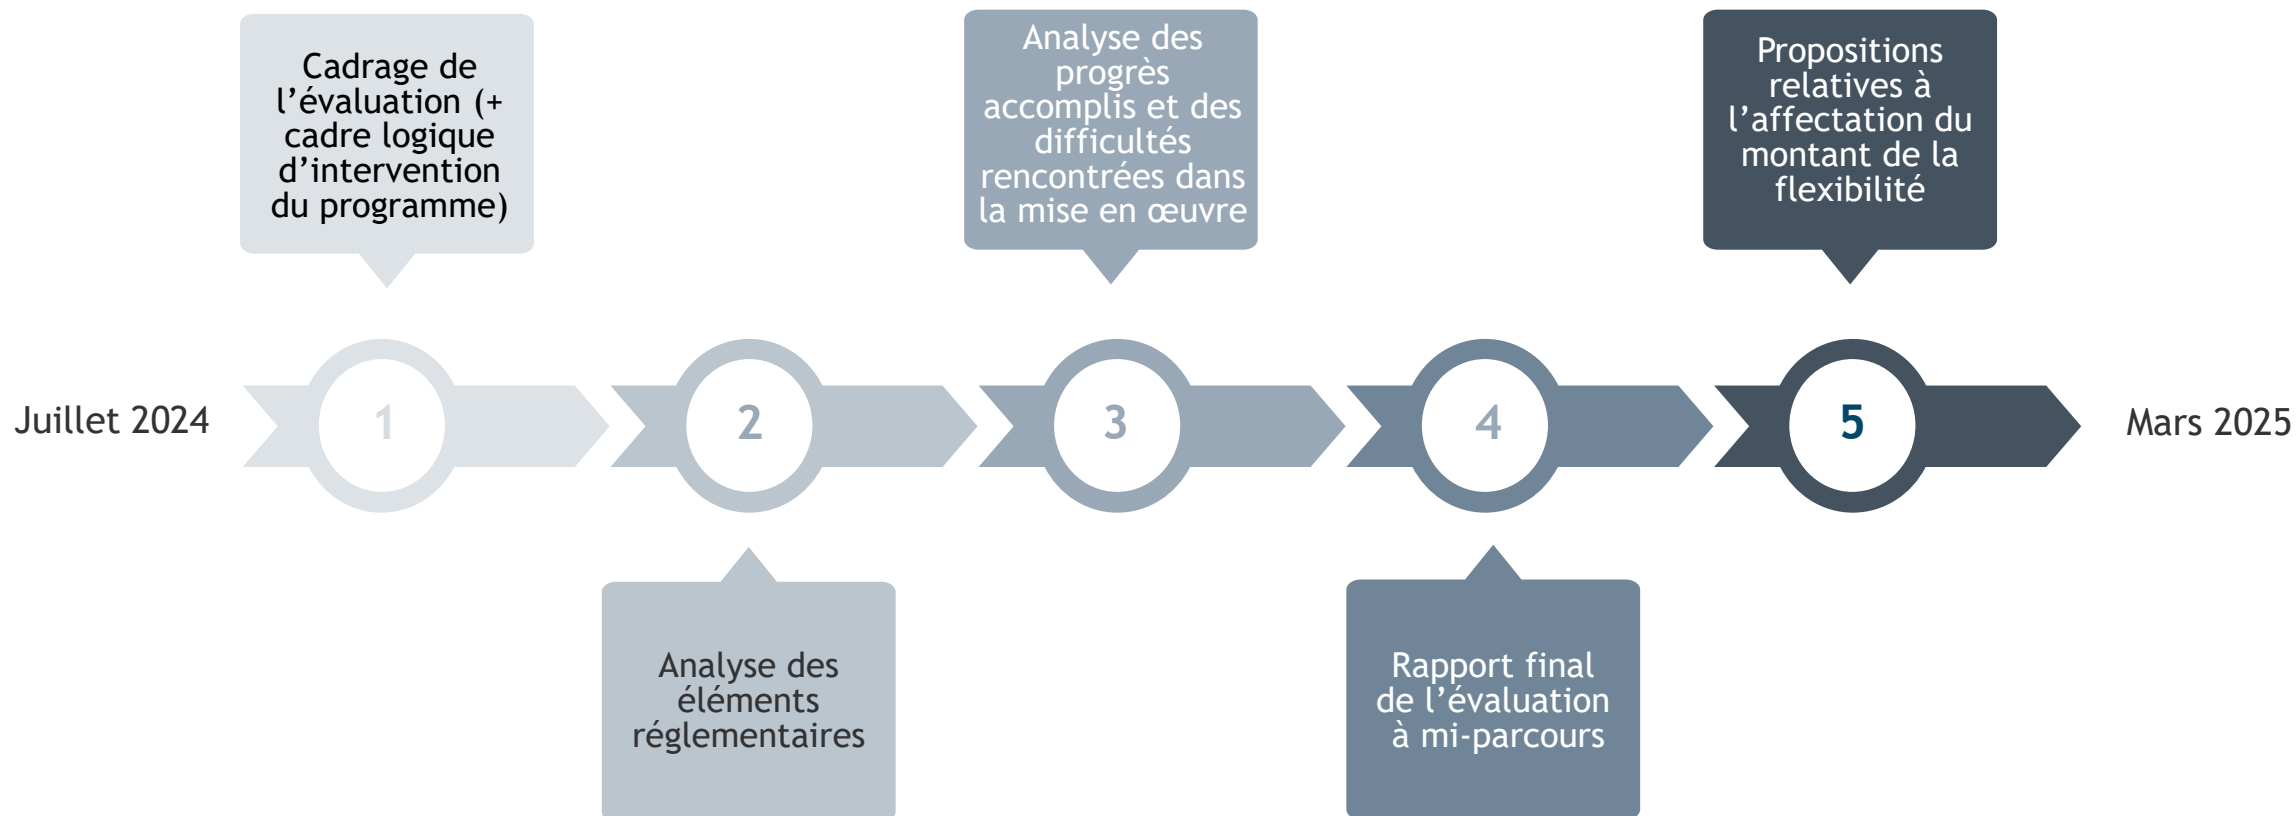 Cadrage de
l’évaluation (+
cadre logique
d’intervention
du programme)
Analyse des
progrès
accomplis et des
difficultés
rencontrées dans
la mise en œuvre
Propositions
relatives à
l’affectation du
montant de la
flexibilité
Juillet 2024
1
2
3
4
5
Mars 2025
Analyse des
éléments
réglementaires
Rapport final
de l’évaluation
à mi-parcours